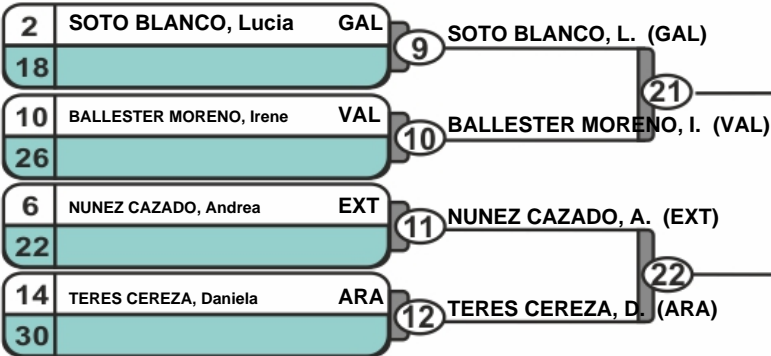 2 SOTO BLANCO, Lucia GAL
18
9 SOTO BLANCO, L. (GAL)
21
10 BALLESTER MORENO, Irene VAL
26
10 BALLESTER MORENO, I. (VAL)
6 NUNEZ CAZADO, Andrea EXT
22
11 NUNEZ CAZADO, A. (EXT)
22
14 TERES CEREZA, Daniela ARA
30
12 TERES CEREZA, D. (ARA)